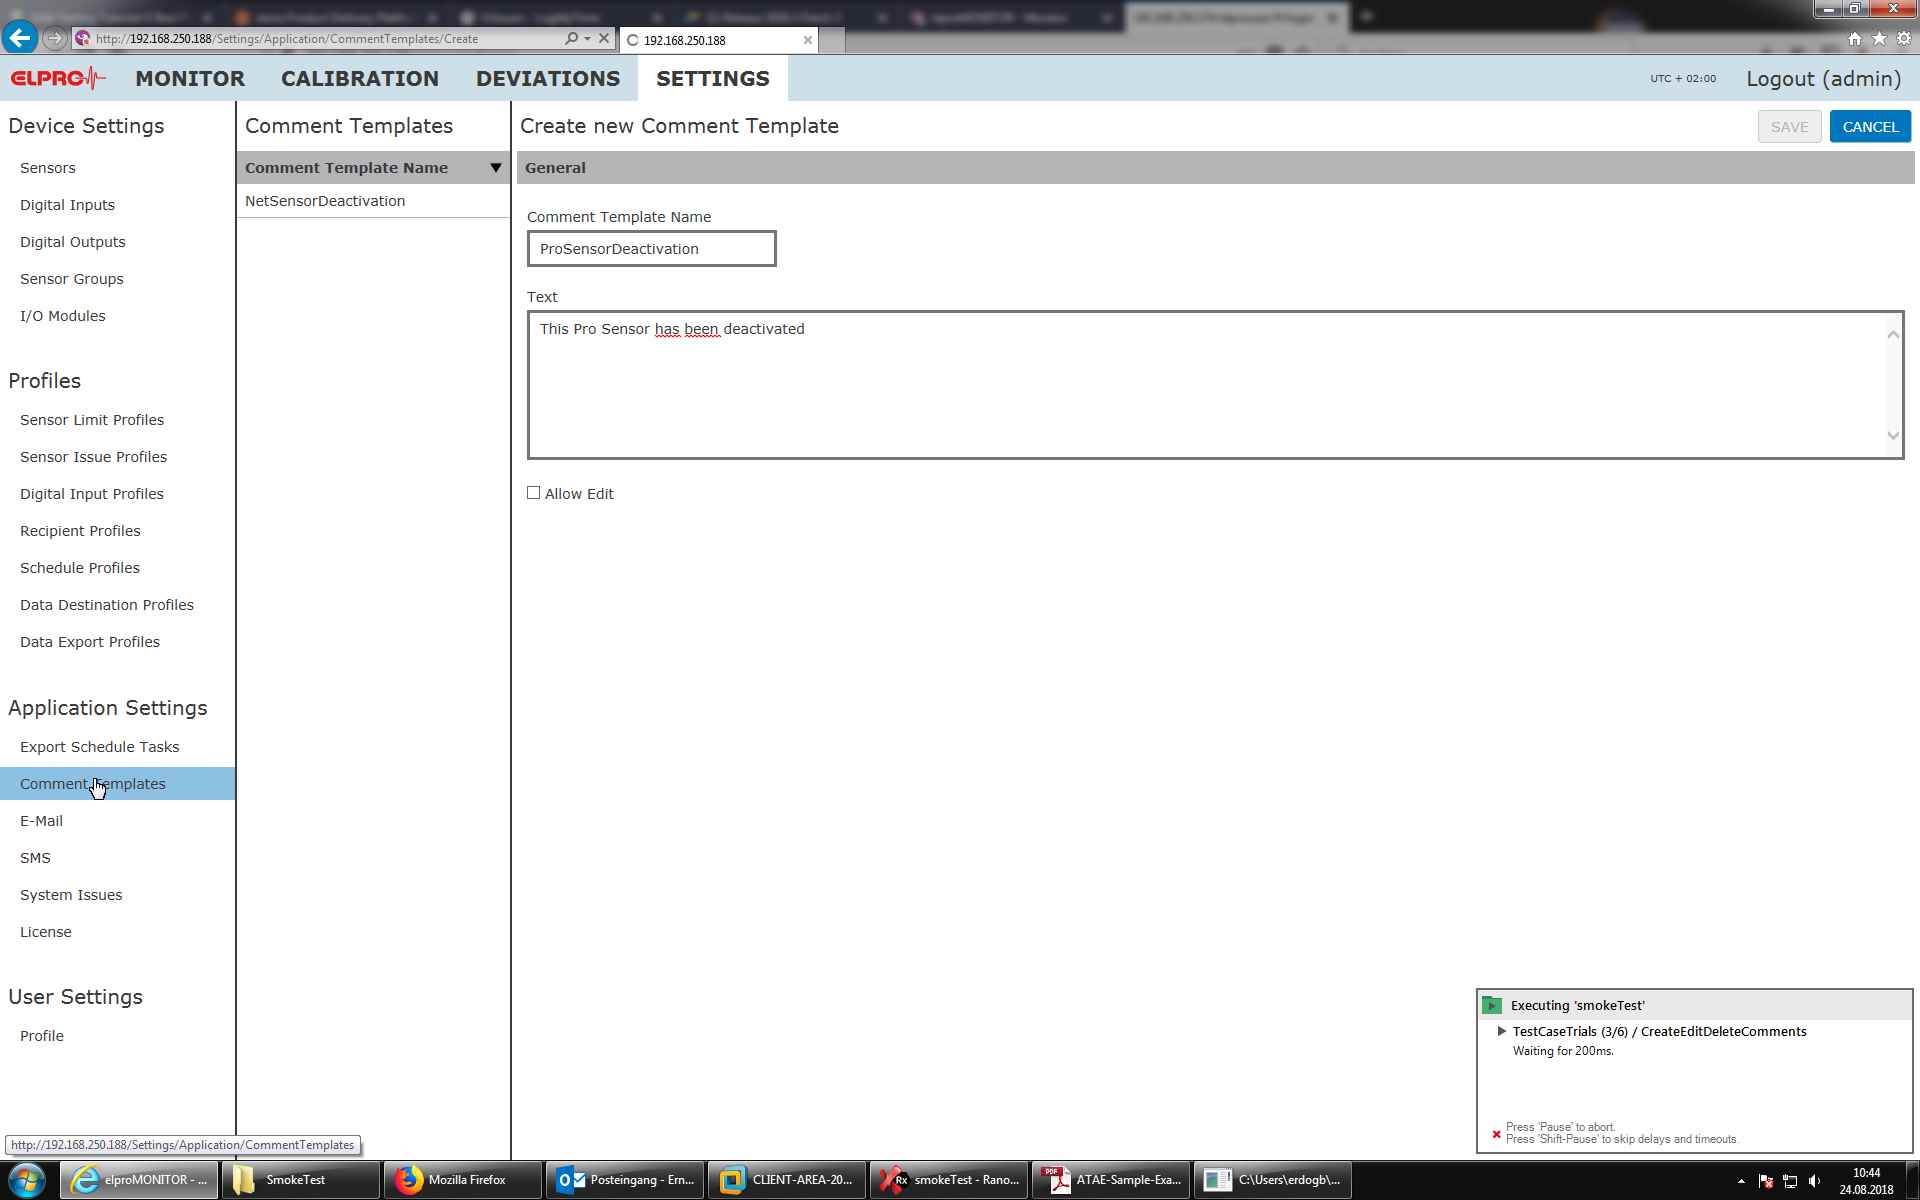 http://192.168.250.188/Settings/Application/CommentTemplates/Create
192.168.250.188
ELPRO
MONITOR
CALIBRATION
DEVIATIONS
SETTINGS
UTC + 02:00
Logout (admin)
Device Settings
Sensors
Digital Inputs
Digital Outputs
Sensor Groups
I/O Modules
Profiles
Sensor Limit Profiles
Sensor Issue Profiles
Digital Input Profiles
Recipient Profiles
Schedule Profiles
Data Destination Profiles
Data Export Profiles
Application Settings
Export Schedule Tasks
Comment Templates
E-Mail
SMS
System Issues
License
User Settings
Profile
Comment Templates
Comment Template Name
NetSensorDeactivation
Create new Comment Template
SAVE
CANCEL
General
Comment Template Name
ProSensorDeactivation
Text
This Pro Sensor has been deactivated
Allow Edit
Executing 'smokeTest'
TestCaseTrials (3/6) / CreateEditDeleteComments
Waiting for 200ms.
Press 'Pause' to abort.
Press 'Shift-Pause' to skip delays and timeouts.
http://192.168.250.188/Settings/Application/CommentTemplates
elproMONITOR - ...
SmokeTest
Mozilla Firefox
Posteingang - Ern...
CLIENT-AREA-20...
Rx
smokeTest - Rano...
PDF
ATAE-Sample-Exa...
C:\Users\erdogb\...
10:44
24.08.2018